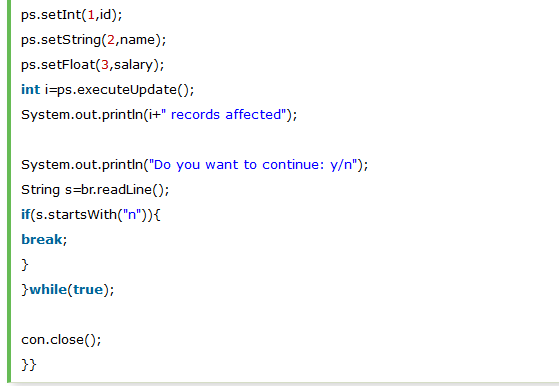 ps.setInt(1,id);
ps.setString(2,name);
ps.setFloat(3,salary);
int i=ps.executeUpdate();
System.out.println(i+" records affected");
System.out.println("Do you want to continue: y/n");
String s=br.readLine();
if(s.startsWith("n")){
break;
}
}while(true);
con.close();
}}